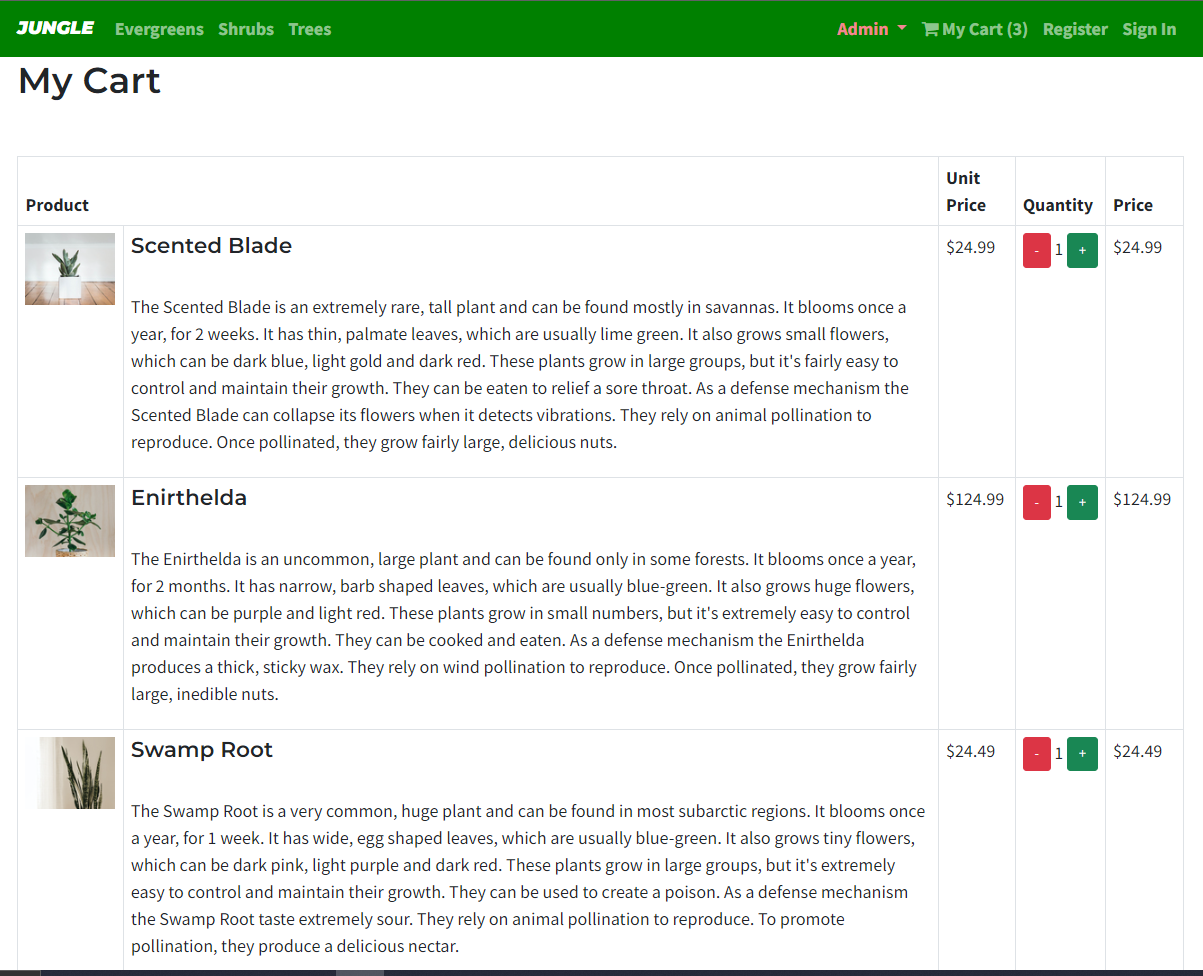 JUNGLE Evergreens Shrubs Trees Admin My Cart (3) Register Sign In
My Cart
Product Unit Price Quantity Price
Scented Blade $24.99 - 1 + $24.99
The Scented Blade is an extremely rare, tall plant and can be found mostly in savannas. It blooms once a
year, for 2 weeks. It has thin, palmate leaves, which are usually lime green. It also grows small flowers,
which can be dark blue, light gold and dark red. These plants grow in large groups, but it's fairly easy to
control and maintain their growth. They can be eaten to relief a sore throat. As a defense mechanism the
Scented Blade can collapse its flowers when it detects vibrations. They rely on animal pollination to
reproduce. Once pollinated, they grow fairly large, delicious nuts.
Enirthelda $124.99 - 1 + $124.99
The Enirthelda is an uncommon, large plant and can be found only in some forests. It blooms once a year,
for 2 months. It has narrow, barb shaped leaves, which are usually blue-green. It also grows huge flowers,
which can be purple and light red. These plants grow in small numbers, but it's extremely easy to control
and maintain their growth. They can be cooked and eaten. As a defense mechanism the Enirthelda
produces a thick, sticky wax. They rely on wind pollination to reproduce. Once pollinated, they grow fairly
large, inedible nuts.
Swamp Root $24.49 - 1 + $24.49
The Swamp Root is a very common, huge plant and can be found in most subarctic regions. It blooms once
a year, for 1 week. It has wide, egg shaped leaves, which are usually blue-green. It also grows tiny flowers,
which can be dark pink, light purple and dark red. These plants grow in large groups, but it's extremely
easy to control and maintain their growth. They can be used to create a poison. As a defense mechanism
the Swamp Root taste extremely sour. They rely on animal pollination to reproduce. To promote
pollination, they produce a delicious nectar.